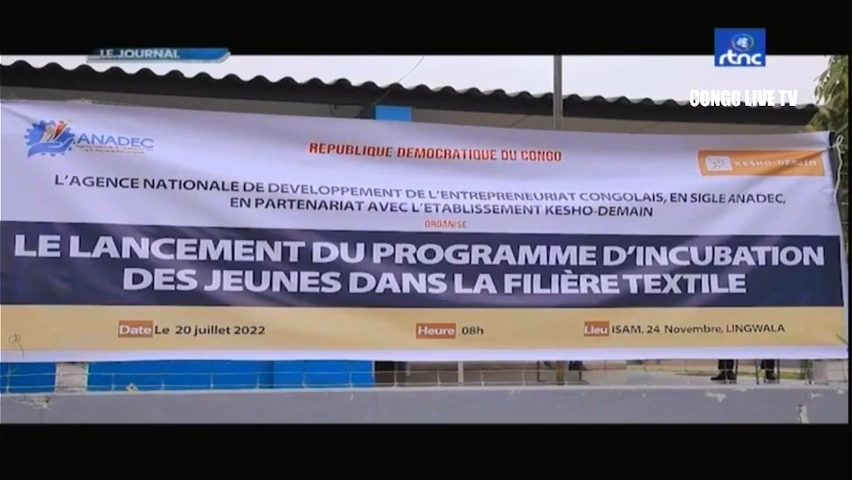 LE JOURNAL
rtnc
CONGO LIVE TV
ANADEC
REPUBLIQUE DEMOCRATIQUE DU CONGO
KESHO-DEMAIN
L'AGENCE NATIONALE DE DEVELOPPEMENT DE L'ENTREPRENEURIAT CONGOLAIS, EN SIGLE ANADEC,
EN PARTENARIAT AVEC L'ETABLISSEMENT KESHO-DEMAIN
ORGANISE
LE LANCEMENT DU PROGRAMME D'INCUBATION
DES JEUNES DANS LA FILIÈRE TEXTILE
Date Le 20 juillet 2022 Heure 08h Lieu ISAM, 24 Novembre, LINGWALA